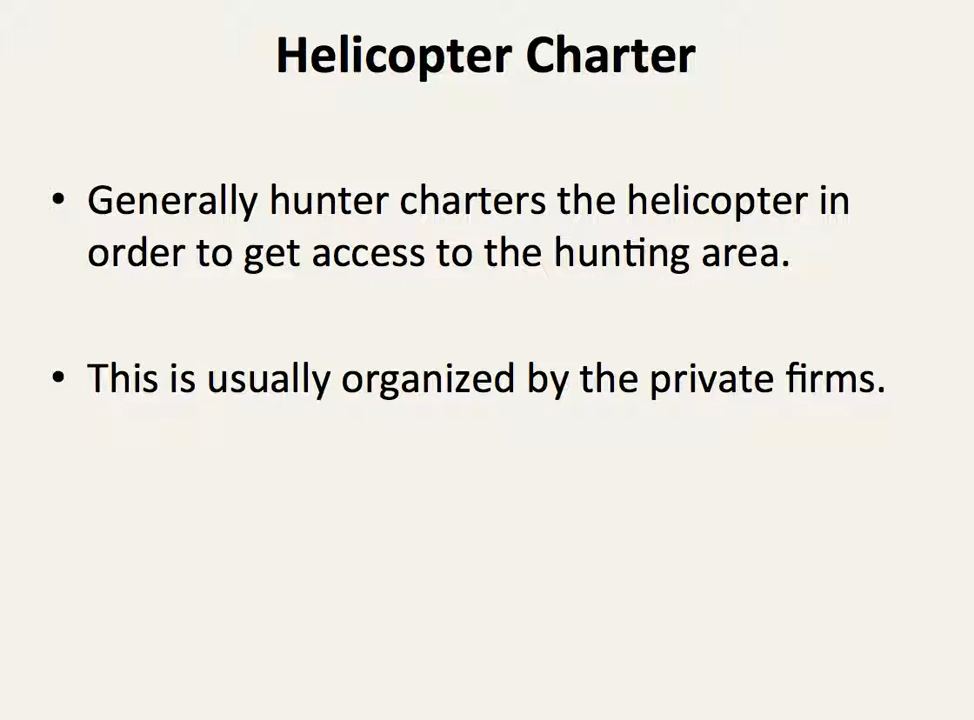 Helicopter Charter
• Generally hunter charters the helicopter in
order to get access to the hunting area.
• This is usually organized by the private firms.